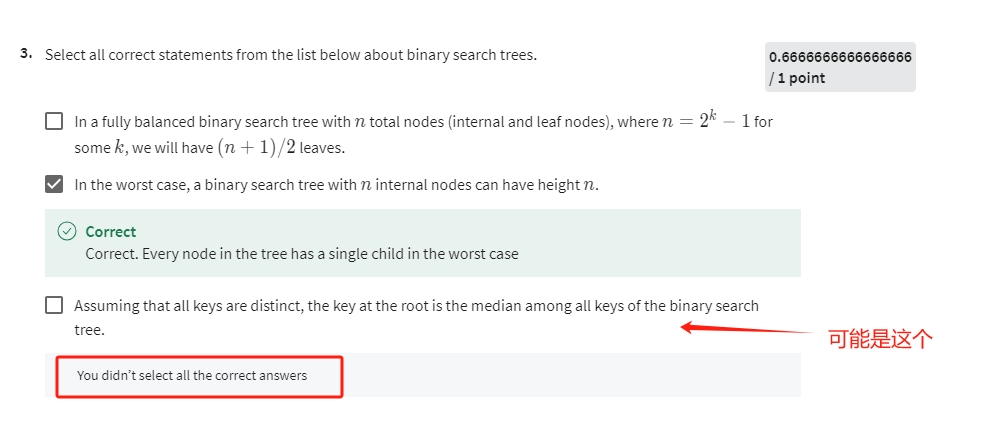 3. Select all correct statements from the list below about binary search trees.
0.6666666666666666
/ 1 point
In a fully balanced binary search tree with n total nodes (internal and leaf nodes), where n = 2^k − 1 for
some k, we will have (n + 1)/2 leaves.
In the worst case, a binary search tree with n internal nodes can have height n.
Correct
Correct. Every node in the tree has a single child in the worst case
Assuming that all keys are distinct, the key at the root is the median among all keys of the binary search
tree.
可能是这个
You didn't select all the correct answers